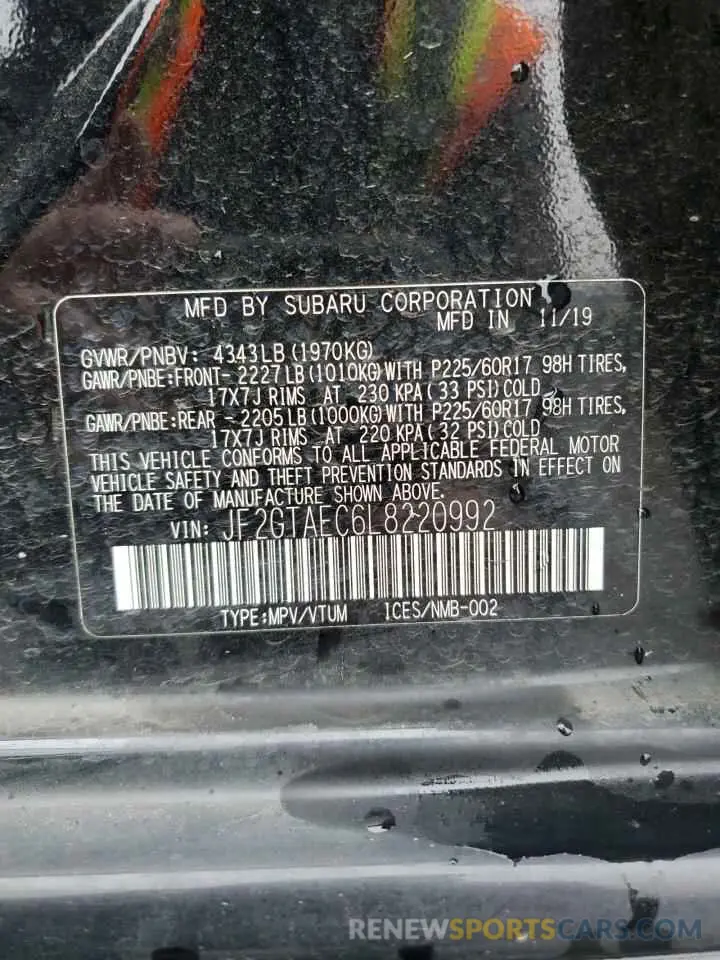 MFD BY SUBARU CORPORATION
MFD IN 11/19
GVWR/PNBV: 4343LB (1970KG)
GAWR/PNBE:FRONT- 2227LB (1010KG)WITH P225/60R17 98H TIRES,
17X7J RIMS AT 230 KPA(33 PSI)COLD
GAWR/PNBE:REAR - 2205LB (1000KG)WITH P225/60R17 98H TIRES,
17X7J RIMS AT 220 KPA(32 PSI)COLD
THIS VEHICLE CONFORMS TO ALL APPLICABLE FEDERAL MOTOR
VEHICLE SAFETY AND THEFT PREVENTION STANDARDS IN EFFECT ON
THE DATE OF MANUFACTURE SHOWN ABOVE.
VIN: JF2GTAEC6L8220992
TYPE:MPV/VTUM ICES/NMB-002
RENEWSPORTSCARS.COM